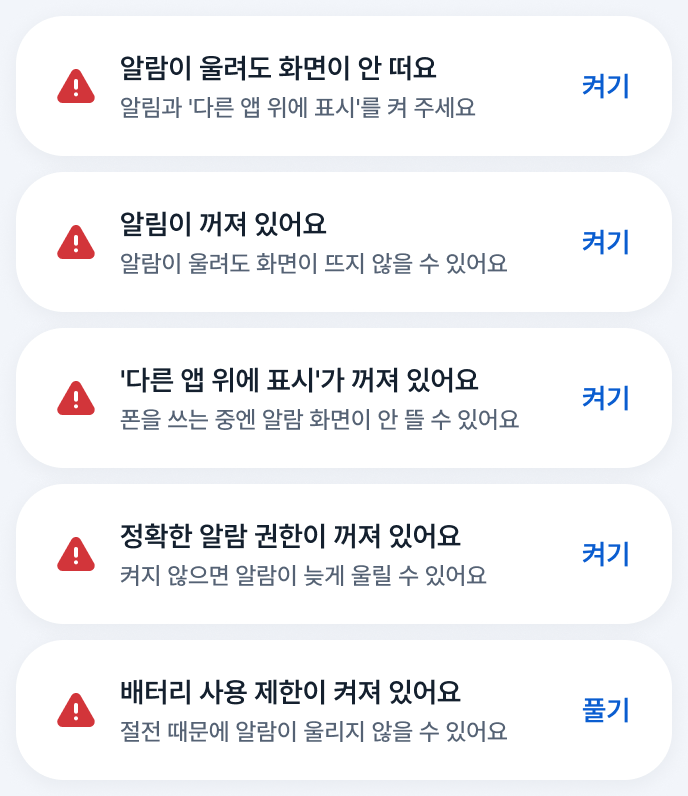 알람이 울려도 화면이 안 떠요
알림과 '다른 앱 위에 표시'를 켜 주세요
켜기
알림이 꺼져 있어요
알람이 울려도 화면이 뜨지 않을 수 있어요
켜기
'다른 앱 위에 표시'가 꺼져 있어요
폰을 쓰는 중엔 알람 화면이 안 뜰 수 있어요
켜기
정확한 알람 권한이 꺼져 있어요
켜지 않으면 알람이 늦게 울릴 수 있어요
켜기
배터리 사용 제한이 켜져 있어요
절전 때문에 알람이 울리지 않을 수 있어요
풀기